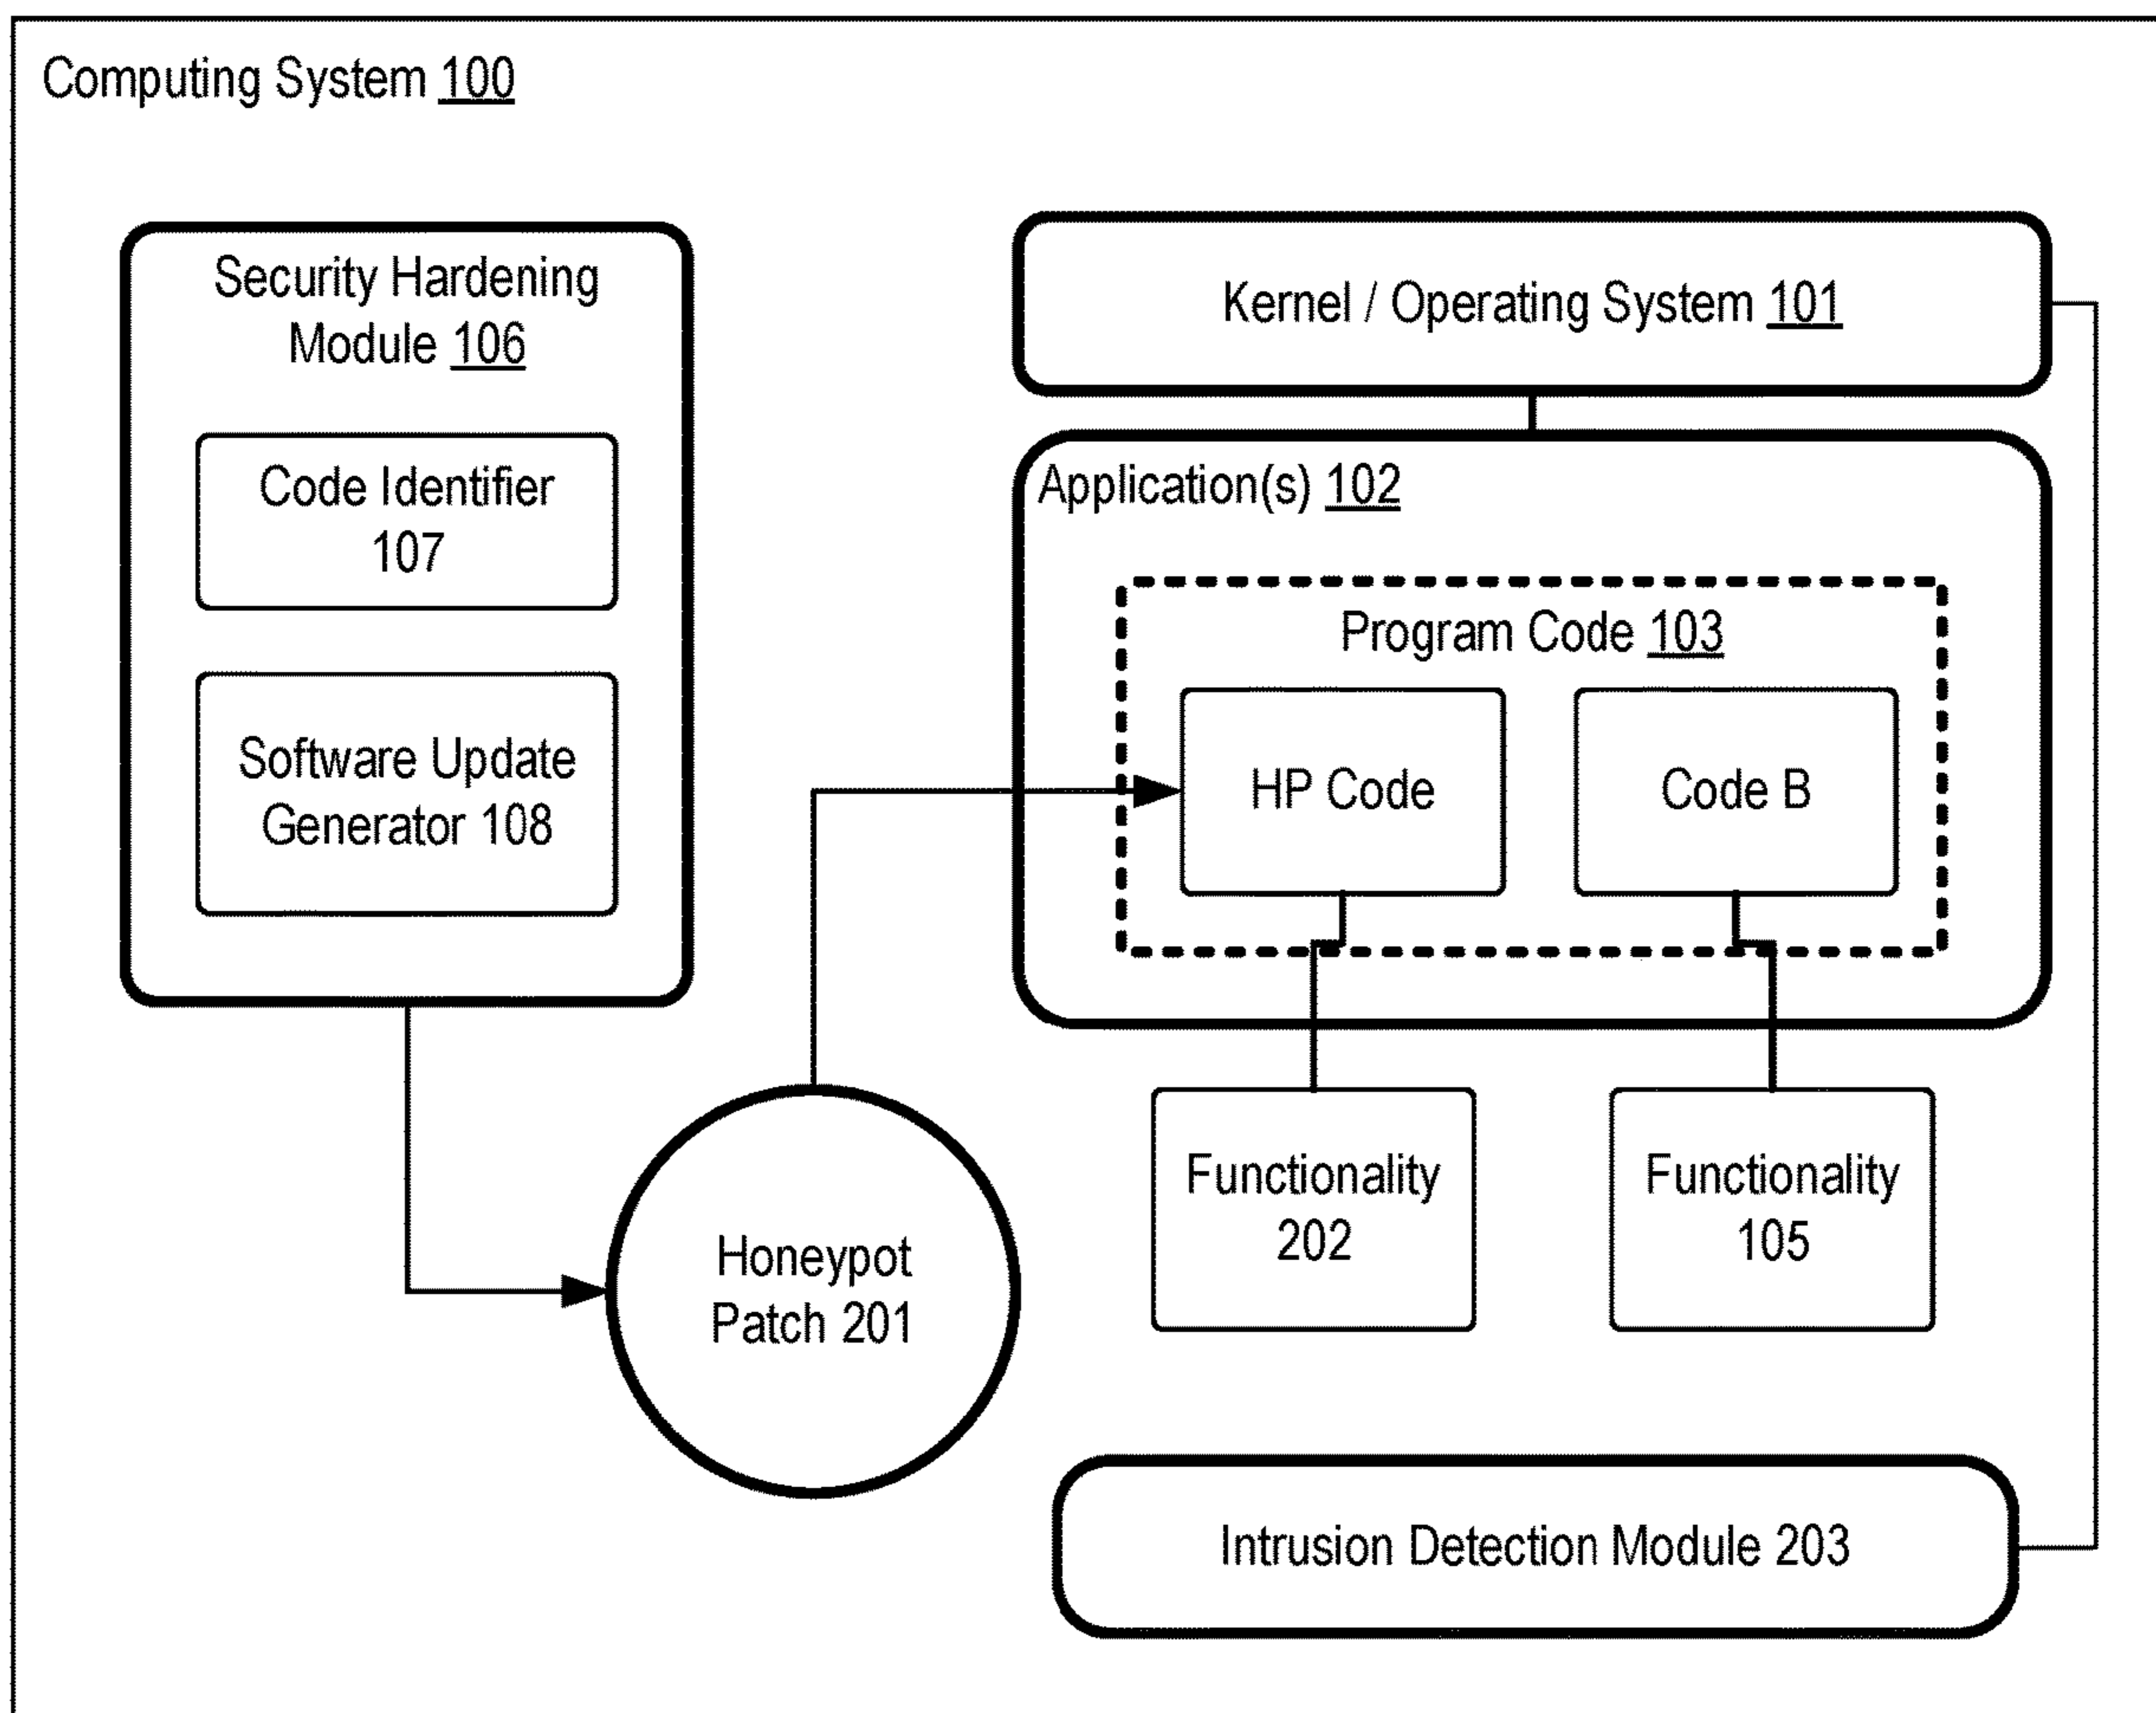 Computing System 100
Security Hardening
Module 106
Code Identifier
107
Software Update
Generator 108
Kernel / Operating System 101
Application(s) 102
Program Code 103
HP Code
Code B
Functionality
202
Functionality
105
Honeypot
Patch 201
Intrusion Detection Module 203